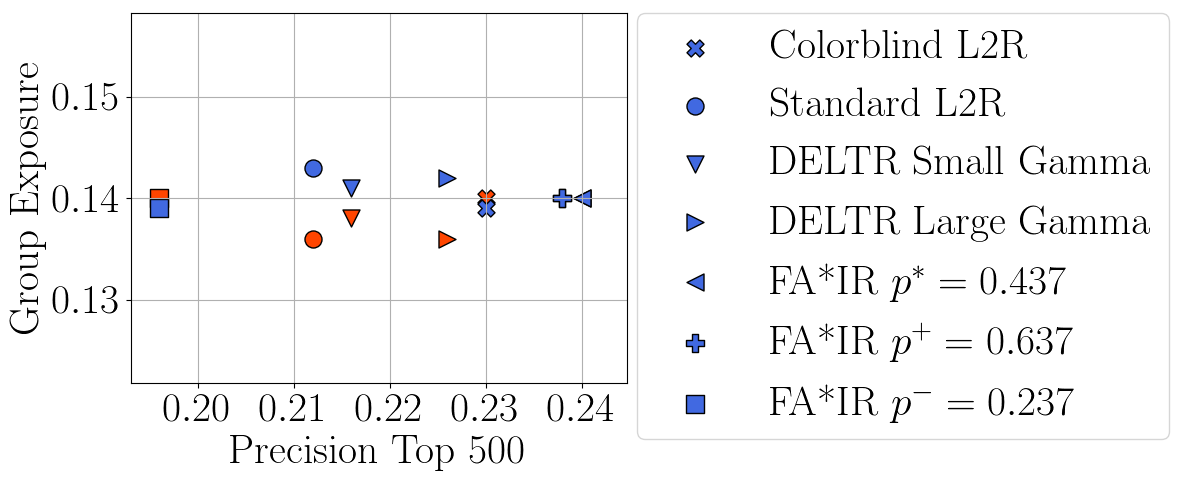 Group Exposure
0.15
0.14
0.13
0.20 0.21 0.22 0.23 0.24
Precision Top 500
Colorblind L2R
Standard L2R
DELTR Small Gamma
DELTR Large Gamma
FA*IR p* = 0.437
FA*IR p⁺ = 0.637
FA*IR p⁻ = 0.237